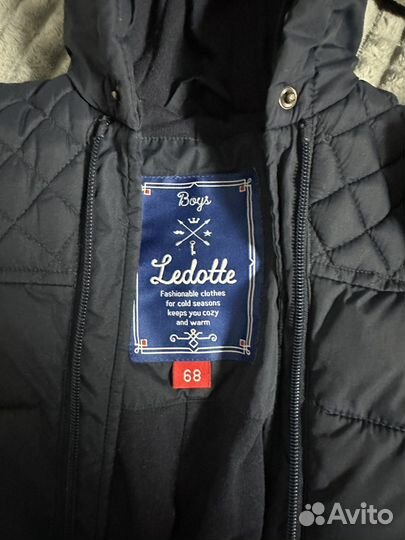 Boys
Ledotte
Fashionable clothes
for cold seasons
keeps you cozy
and warm
68
Avito